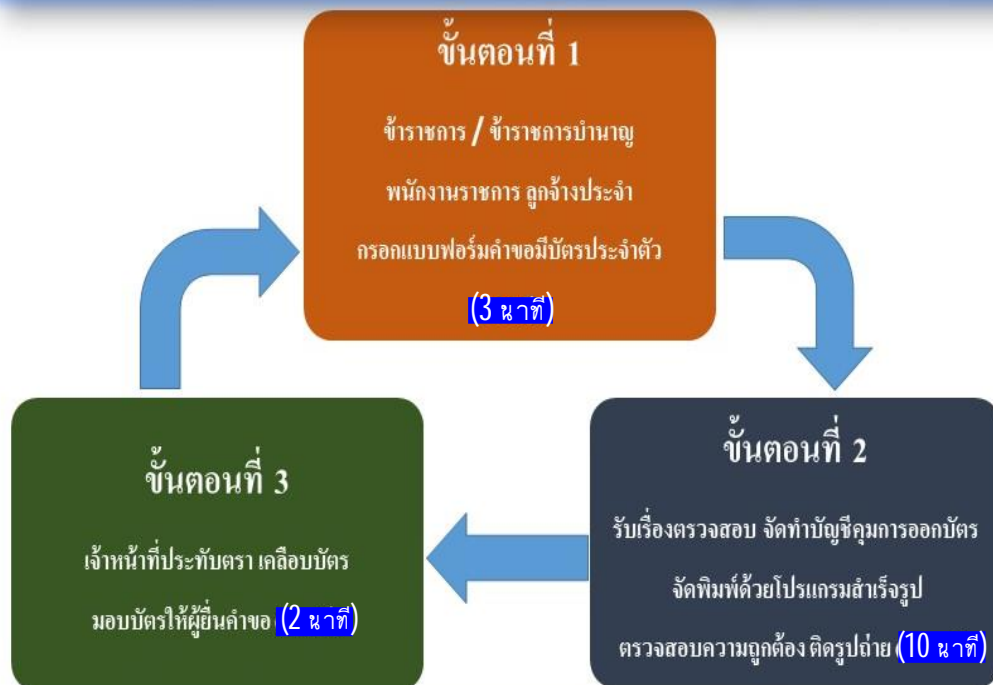 ขั้นตอนที่ 1
ข้าราชการ / ข้าราชการบำนาญ
พนักงานราชการ ลูกจ้างประจำ
กรอกแบบฟอร์มคำขอมีบัตรประจำตัว
(3 นาที)
ขั้นตอนที่ 2
รับเรื่องตรวจสอบ จัดทำบัญชีคุมการออกบัตร
จัดพิมพ์ด้วยโปรแกรมสำเร็จรูป
ตรวจสอบความถูกต้อง ติดรูปถ่าย (10 นาที)
ขั้นตอนที่ 3
เจ้าหน้าที่ประทับตรา เคลือบบัตร
มอบบัตรให้ผู้ยื่นคำขอ (2 นาที)